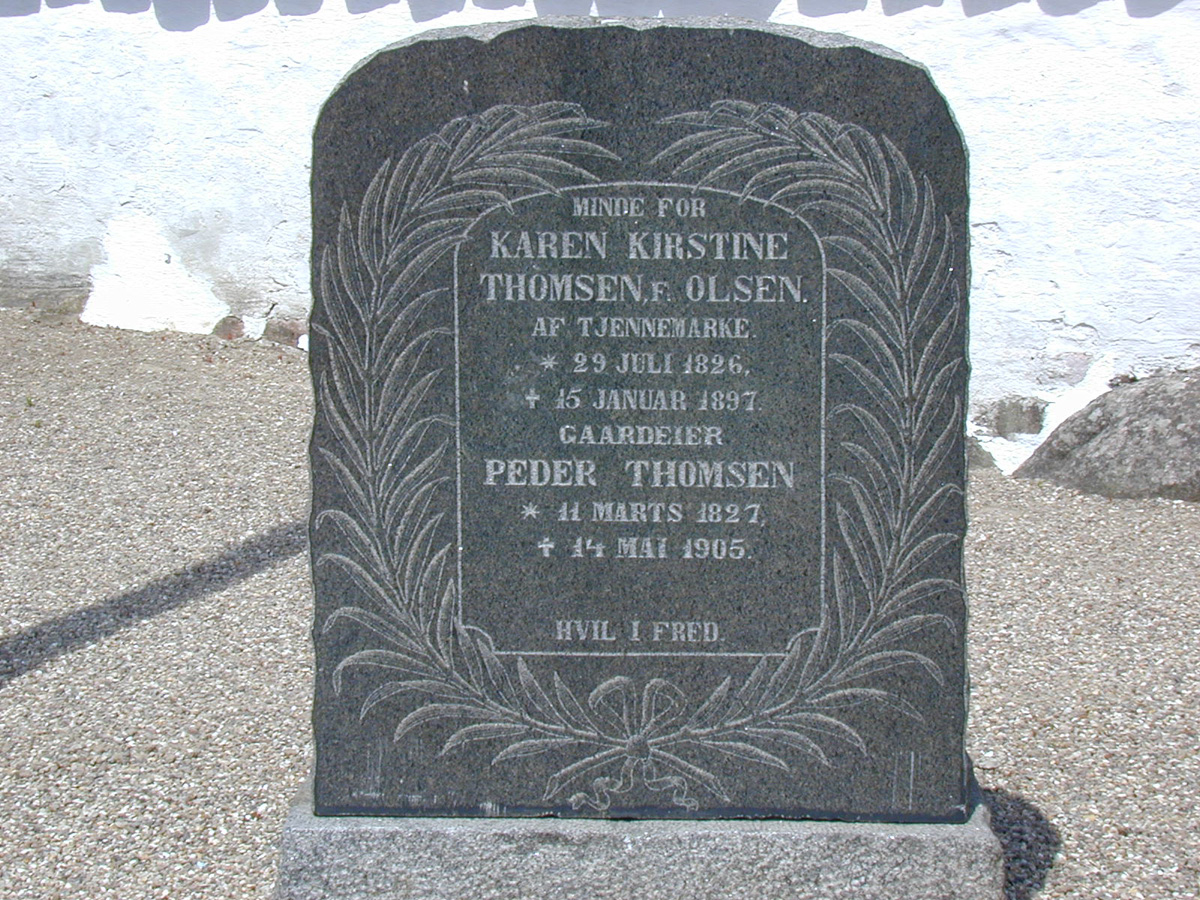 MINDE FOR
KAREN KIRSTINE
THOMSEN, F. OLSEN.
AF TJENNEMARKE.
* 29 JULI 1826,
✝ 15 JANUAR 1897.
GAARDEIER
PEDER THOMSEN
* 11 MARTS 1827,
✝ 14 MAI 1905.
HVIL I FRED.